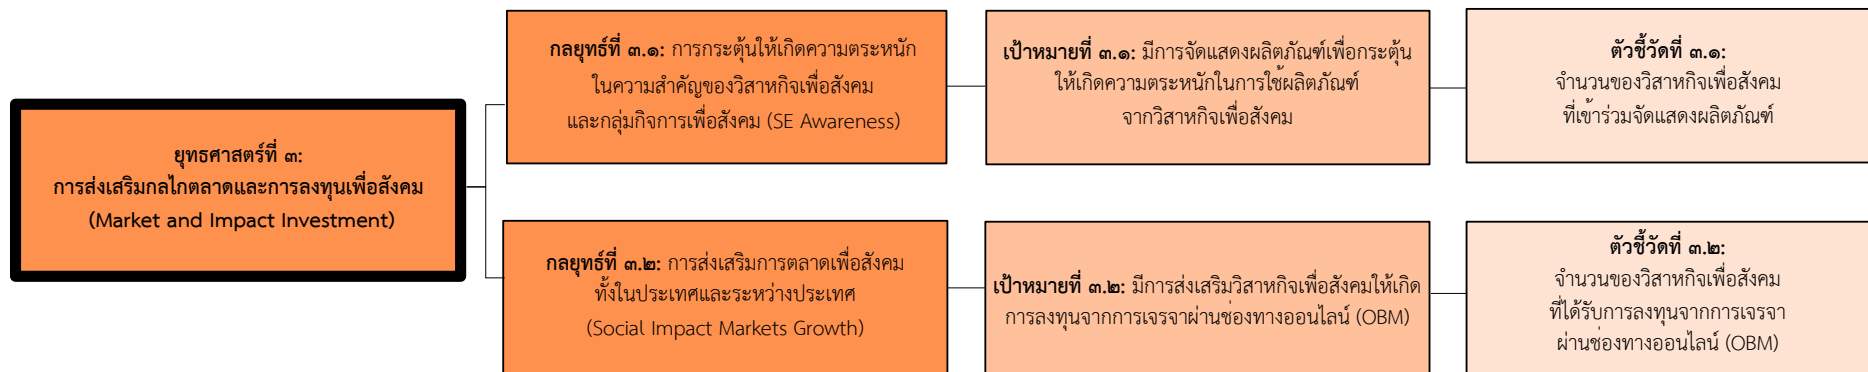 ยุทธศาสตร์ที่ ๓:
การส่งเสริมกลไกตลาดและการลงทุนเพื่อสังคม
(Market and Impact Investment)
กลยุทธ์ที่ ๓.๑: การกระตุ้นให้เกิดความตระหนัก
ในความสำคัญของวิสาหกิจเพื่อสังคม
และกลุ่มกิจการเพื่อสังคม (SE Awareness)
เป้าหมายที่ ๓.๑: มีการจัดแสดงผลิตภัณฑ์เพื่อกระตุ้น
ให้เกิดความตระหนักในการใช้ผลิตภัณฑ์
จากวิสาหกิจเพื่อสังคม
ตัวชี้วัดที่ ๓.๑:
จำนวนของวิสาหกิจเพื่อสังคม
ที่เข้าร่วมจัดแสดงผลิตภัณฑ์
กลยุทธ์ที่ ๓.๒: การส่งเสริมการตลาดเพื่อสังคม
ทั้งในประเทศและระหว่างประเทศ
(Social Impact Markets Growth)
เป้าหมายที่ ๓.๒: มีการส่งเสริมวิสาหกิจเพื่อสังคมให้เกิด
การลงทุนจากการเจรจาผ่านช่องทางออนไลน์ (OBM)
ตัวชี้วัดที่ ๓.๒:
จำนวนของวิสาหกิจเพื่อสังคม
ที่ได้รับการลงทุนจากการเจรจา
ผ่านช่องทางออนไลน์ (OBM)